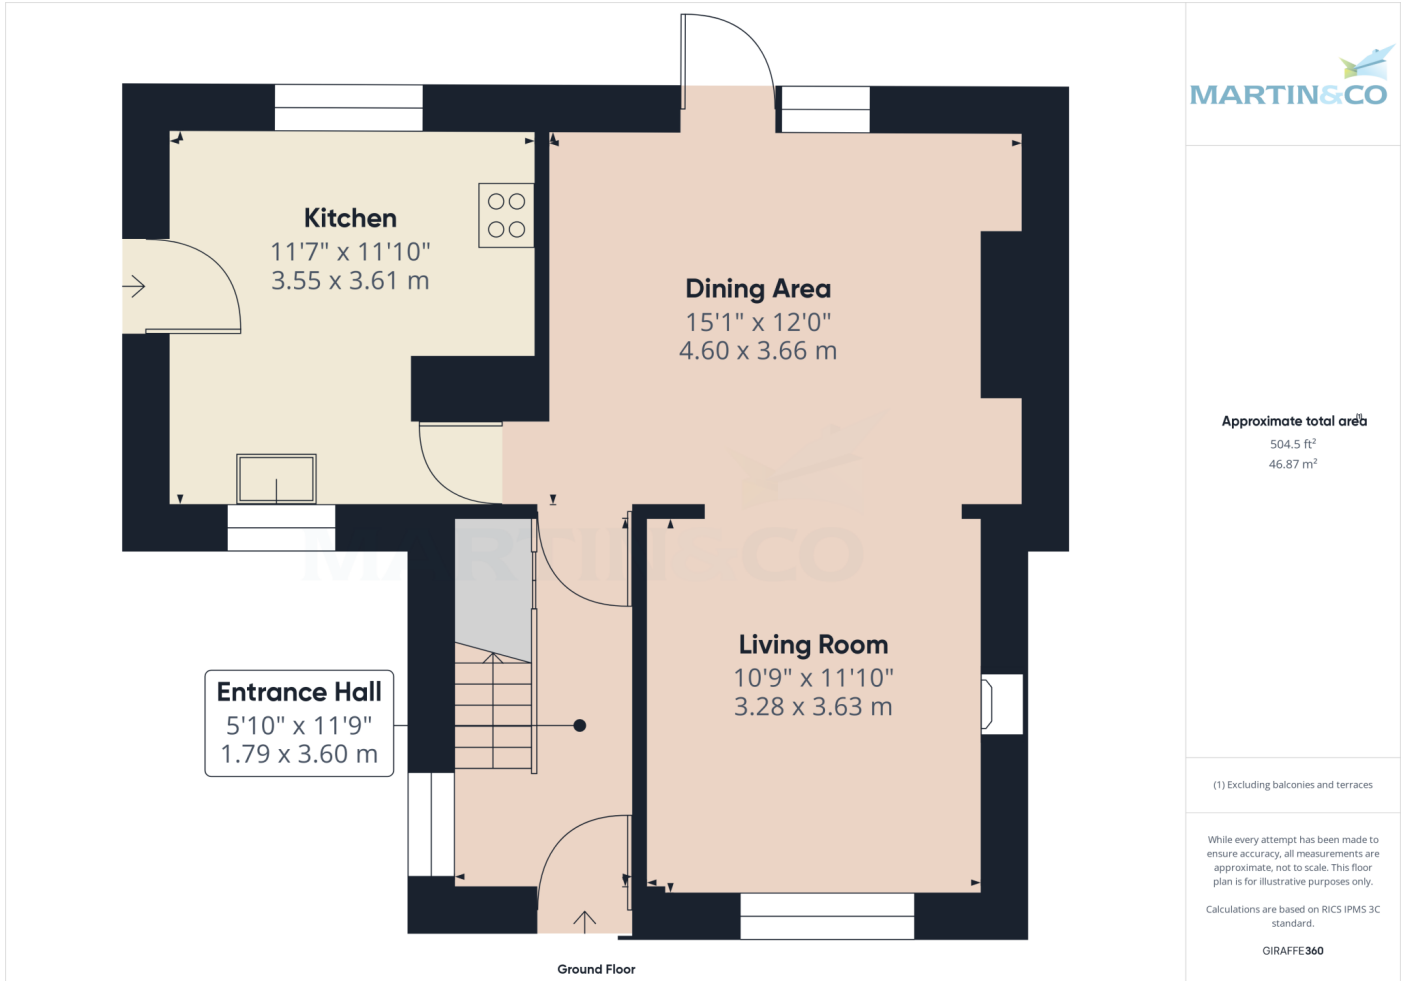 MARTIN&CO
Kitchen
11'7" x 11'10"
3.55 x 3.61 m
Dining Area
15'1" x 12'0"
4.60 x 3.66 m
MARTIN&CO
Living Room
10'9" x 11'10"
3.28 x 3.63 m
Entrance Hall
5'10" x 11'9"
1.79 x 3.60 m
Ground Floor
Approximate total area(1)
504.5 ft²
46.87 m²
(1) Excluding balconies and terraces
While every attempt has been made to
ensure accuracy, all measurements are
approximate, not to scale. This floor
plan is for illustrative purposes only.
Calculations are based on RICS IPMS 3C
standard.
GIRAFFE360